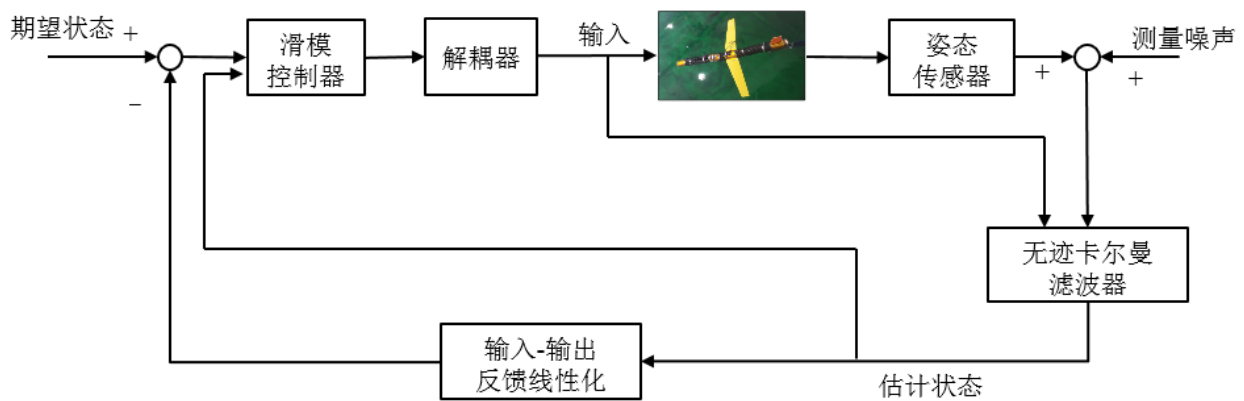 期望状态
+
−
滑模
控制器
解耦器
输入
姿态
传感器
+
测量噪声
+
无迹卡尔曼
滤波器
输入-输出
反馈线性化
估计状态